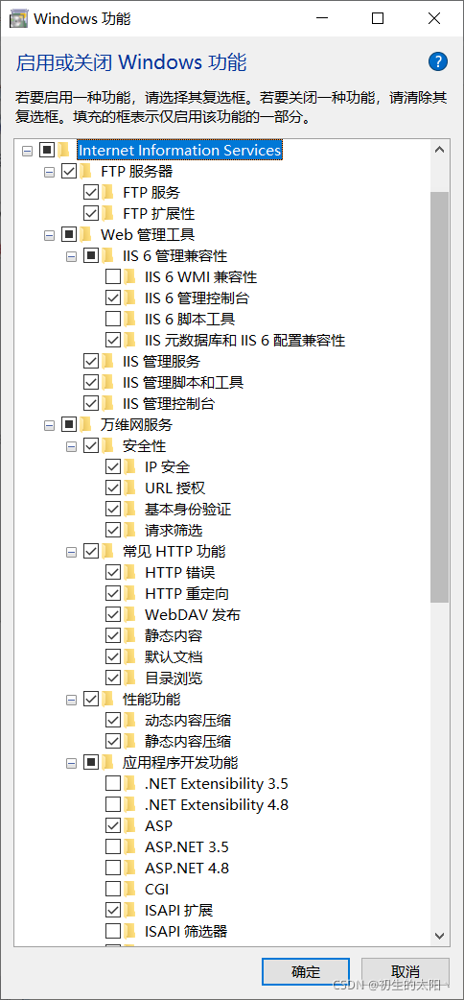 Windows 功能
启用或关闭 Windows 功能
若要启用一种功能，请选择其复选框。若要关闭一种功能，请清除其
复选框。填充的框表示仅启用该功能的一部分。
Internet Information Services
FTP 服务器
FTP 服务
FTP 扩展性
Web 管理工具
IIS 6 管理兼容性
IIS 6 WMI 兼容性
IIS 6 管理控制台
IIS 6 脚本工具
IIS 元数据库和 IIS 6 配置兼容性
IIS 管理服务
IIS 管理脚本和工具
IIS 管理控制台
万维网服务
安全性
IP 安全
URL 授权
基本身份验证
请求筛选
常见 HTTP 功能
HTTP 错误
HTTP 重定向
WebDAV 发布
静态内容
默认文档
目录浏览
性能功能
动态内容压缩
静态内容压缩
应用程序开发功能
.NET Extensibility 3.5
.NET Extensibility 4.8
ASP
ASP.NET 3.5
ASP.NET 4.8
CGI
ISAPI 扩展
ISAPI 筛选器
确定
取消
CSDN @初生的太阳